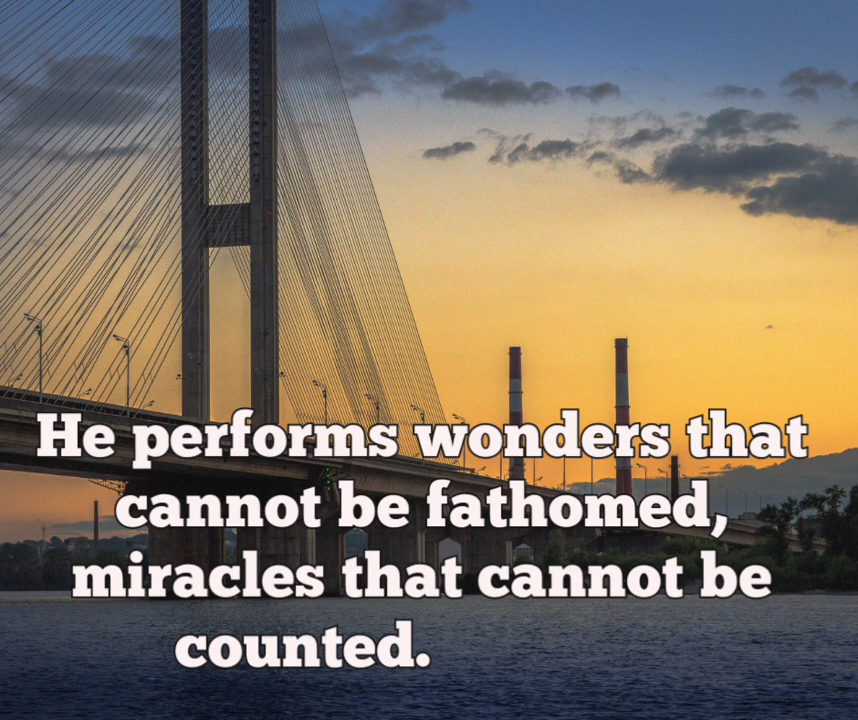 He performs wonders that
cannot be fathomed,
miracles that cannot be
counted.